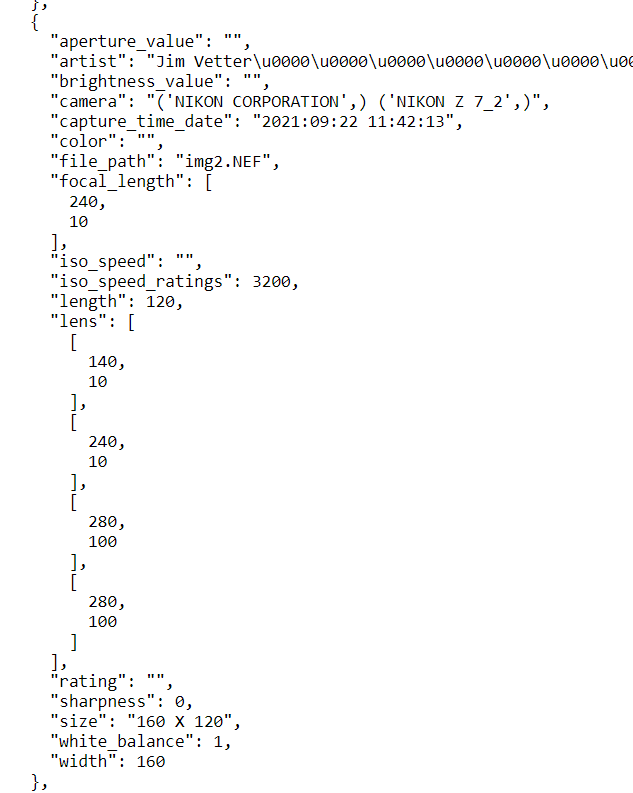 },
{
"aperture_value": "",
"artist": "Jim Vetter\u0000\u0000\u0000\u0000\u0000\u0000\u00
"brightness_value": "",
"camera": "('NIKON CORPORATION',) ('NIKON Z 7_2',)",
"capture_time_date": "2021:09:22 11:42:13",
"color": "",
"file_path": "img2.NEF",
"focal_length": [
240,
10
],
"iso_speed": "",
"iso_speed_ratings": 3200,
"length": 120,
"lens": [
[
140,
10
],
[
240,
10
],
[
280,
100
],
[
280,
100
]
],
"rating": "",
"sharpness": 0,
"size": "160 X 120",
"white_balance": 1,
"width": 160
},